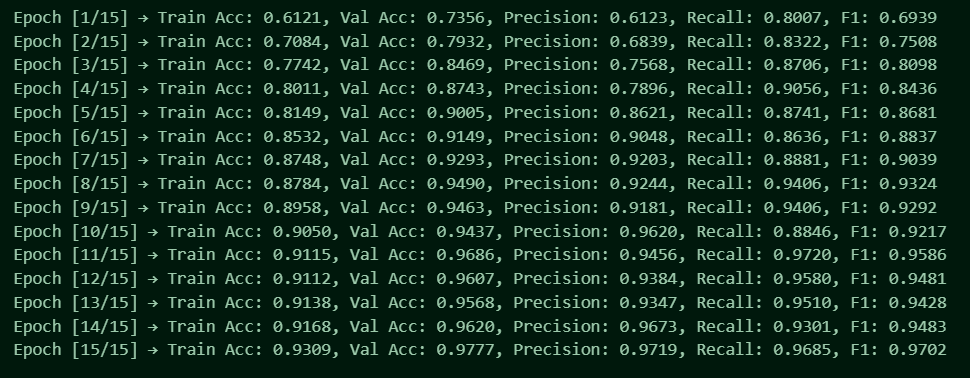 Epoch [1/15] → Train Acc: 0.6121, Val Acc: 0.7356, Precision: 0.6123, Recall: 0.8007, F1: 0.6939
Epoch [2/15] → Train Acc: 0.7084, Val Acc: 0.7932, Precision: 0.6839, Recall: 0.8322, F1: 0.7508
Epoch [3/15] → Train Acc: 0.7742, Val Acc: 0.8469, Precision: 0.7568, Recall: 0.8706, F1: 0.8098
Epoch [4/15] → Train Acc: 0.8011, Val Acc: 0.8743, Precision: 0.7896, Recall: 0.9056, F1: 0.8436
Epoch [5/15] → Train Acc: 0.8149, Val Acc: 0.9005, Precision: 0.8621, Recall: 0.8741, F1: 0.8681
Epoch [6/15] → Train Acc: 0.8532, Val Acc: 0.9149, Precision: 0.9048, Recall: 0.8636, F1: 0.8837
Epoch [7/15] → Train Acc: 0.8748, Val Acc: 0.9293, Precision: 0.9203, Recall: 0.8881, F1: 0.9039
Epoch [8/15] → Train Acc: 0.8784, Val Acc: 0.9490, Precision: 0.9244, Recall: 0.9406, F1: 0.9324
Epoch [9/15] → Train Acc: 0.8958, Val Acc: 0.9463, Precision: 0.9181, Recall: 0.9406, F1: 0.9292
Epoch [10/15] → Train Acc: 0.9050, Val Acc: 0.9437, Precision: 0.9620, Recall: 0.8846, F1: 0.9217
Epoch [11/15] → Train Acc: 0.9115, Val Acc: 0.9686, Precision: 0.9456, Recall: 0.9720, F1: 0.9586
Epoch [12/15] → Train Acc: 0.9112, Val Acc: 0.9607, Precision: 0.9384, Recall: 0.9580, F1: 0.9481
Epoch [13/15] → Train Acc: 0.9138, Val Acc: 0.9568, Precision: 0.9347, Recall: 0.9510, F1: 0.9428
Epoch [14/15] → Train Acc: 0.9168, Val Acc: 0.9620, Precision: 0.9673, Recall: 0.9301, F1: 0.9483
Epoch [15/15] → Train Acc: 0.9309, Val Acc: 0.9777, Precision: 0.9719, Recall: 0.9685, F1: 0.9702